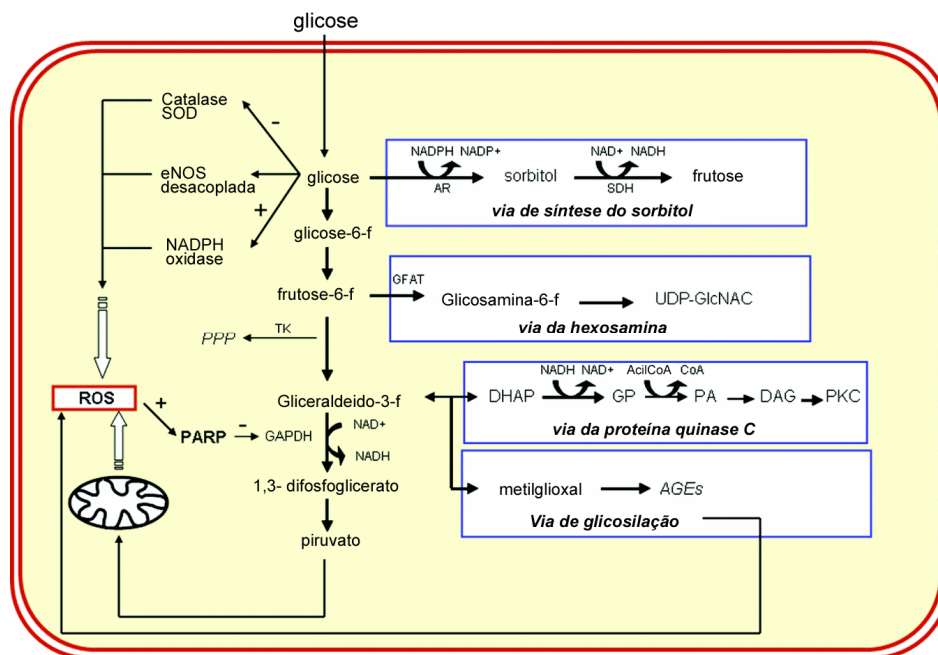 glicose
Catalase
SOD
-
eNOS
desacoplada
+
NADPH
oxidase
glicose
NADPH NADP+
AR
sorbitol
NAD+ NADH
SDH
frutose
via de síntese do sorbitol
glicose-6-f
frutose-6-f
GFAT
Glicosamina-6-f
UDP-GlcNAC
via da hexosamina
PPP
TK
ROS
+
PARP
-
GAPDH
Gliceraldeido-3-f
NAD+
NADH
DHAP
NADH NAD+
GP
AcilCoA CoA
PA
DAG
PKC
via da proteína quinase C
1,3- difosfoglicerato
metilglioxal
AGEs
Via de glicosilação
piruvato